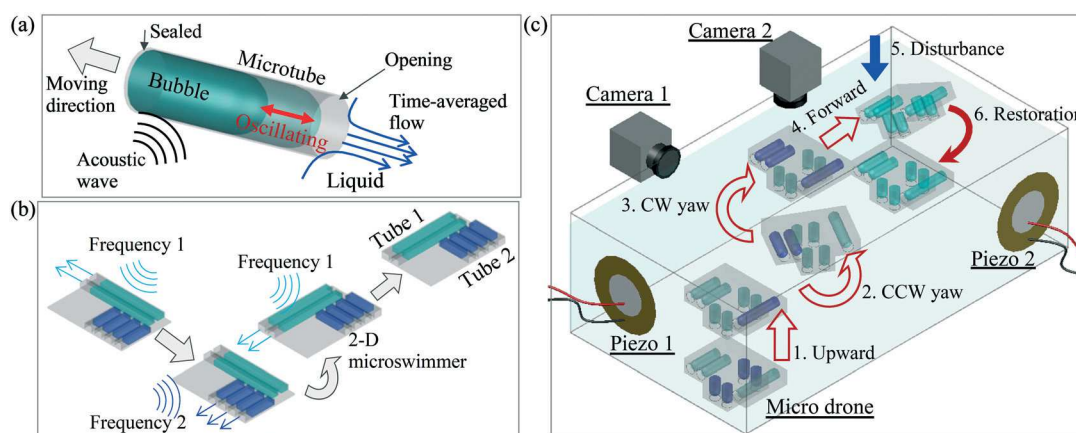 (a)
Sealed
Microtube
Opening
Moving
direction
Bubble
Oscillating
Time-averaged
flow
Acoustic
wave
Liquid
(b)
Frequency 1
Frequency 1
Tube 1
Tube 2
2-D
microswimmer
Frequency 2
(c)
Camera 2
5. Disturbance
Camera 1
4. Forward
6. Restoration
3. CW yaw
Piezo 2
2. CCW yaw
Piezo 1
1. Upward
Micro drone